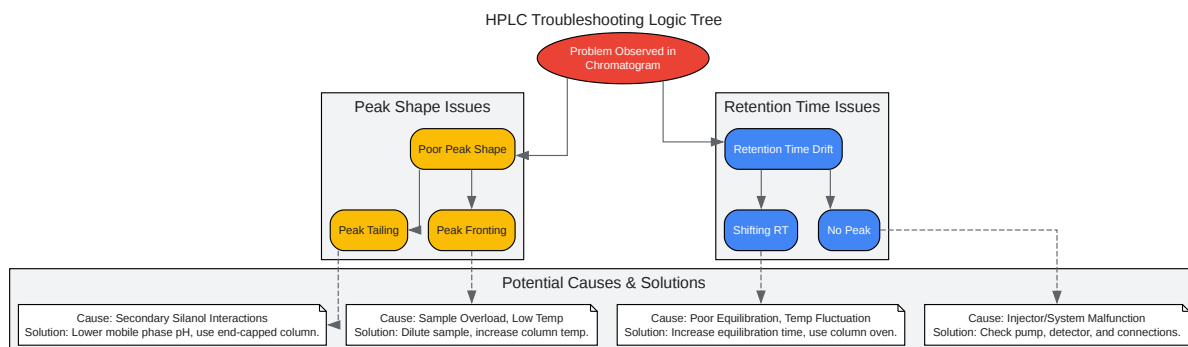 HPLC Troubleshooting Logic Tree
Problem Observed in
Chromatogram
Peak Shape Issues
Retention Time Issues
Poor Peak Shape
Retention Time Drift
Peak Tailing
Peak Fronting
Shifting RT
No Peak
Potential Causes & Solutions
Cause: Secondary Silanol Interactions
Solution: Lower mobile phase pH, use end-capped column.
Cause: Sample Overload, Low Temp
Solution: Dilute sample, increase column temp.
Cause: Poor Equilibration, Temp Fluctuation
Solution: Increase equilibration time, use column oven.
Cause: Injector/System Malfunction
Solution: Check pump, detector, and connections.